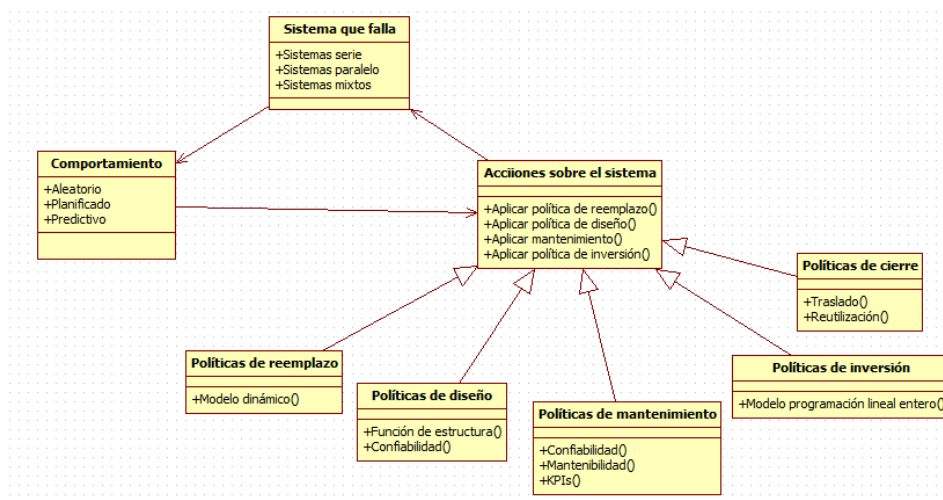 Sistema que falla
+Sistemas serie
+Sistemas paralelo
+Sistemas mixtos
Comportamiento
+Aleatorio
+Planificado
+Predictivo
Acciiones sobre el sistema
+Aplicar política de reemplazo()
+Aplicar política de diseño()
+Aplicar mantenimiento()
+Aplicar política de inversión()
Políticas de cierre
+Traslado()
+Reutilización()
Políticas de reemplazo
+Modelo dinámico()
Políticas de diseño
+Función de estructura()
+Confiabilidad()
Políticas de mantenimiento
+Confiabilidad()
+Mantenibilidad()
+KPIs()
Políticas de inversión
+Modelo programación lineal entero()